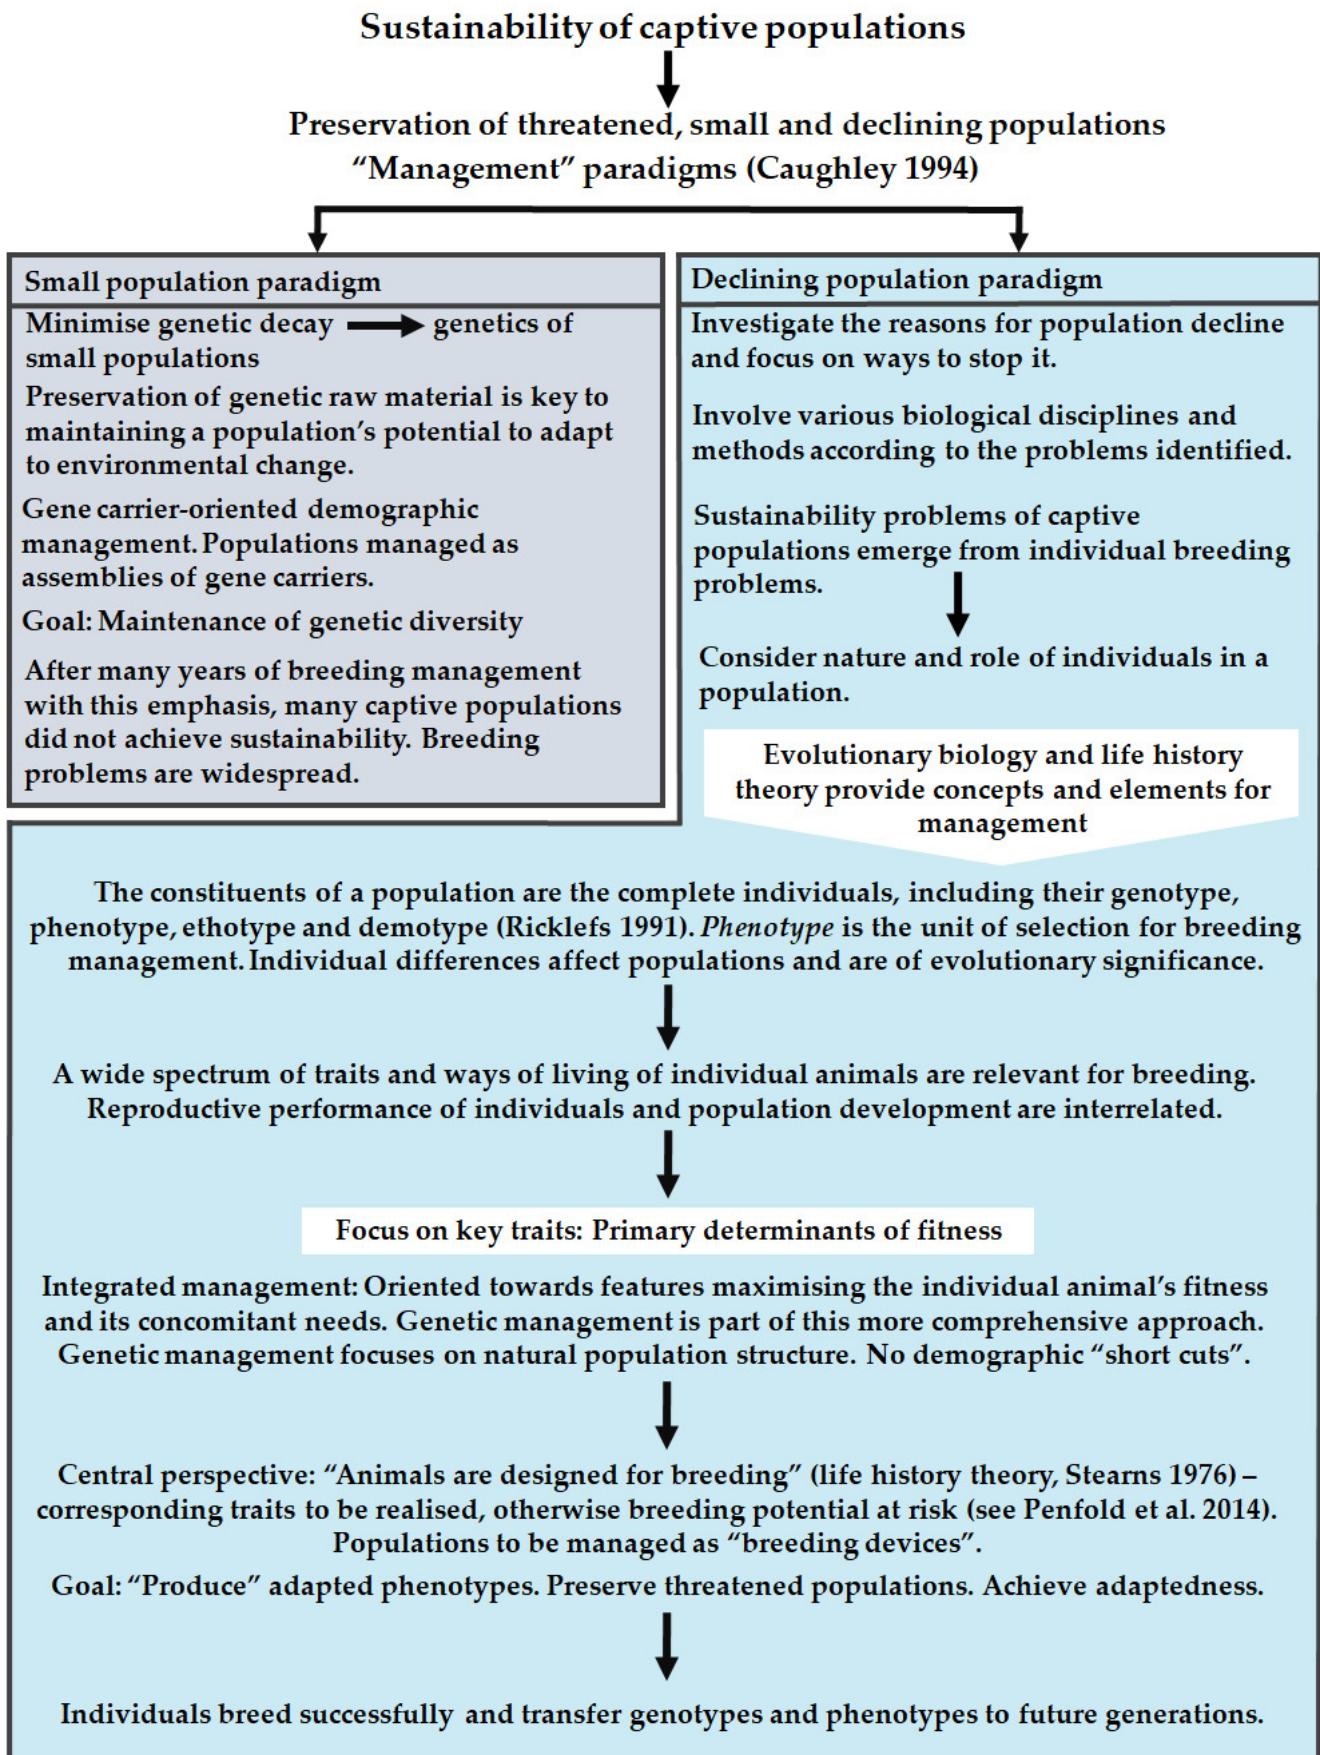 Sustainability of captive populations
Preservation of threatened, small and declining populations
“Management” paradigms (Caughley 1994)
Small population paradigm
Minimise genetic decay genetics of
small populations
Preservation of genetic raw material is key to
maintaining a population’s potential to adapt
to environmental change.
Gene carrier-oriented demographic
management. Populations managed as
assemblies of gene carriers.
Goal: Maintenance of genetic diversity
After many years of breeding management
with this emphasis, many captive populations
did not achieve sustainability. Breeding
problems are widespread.
Declining population paradigm
Investigate the reasons for population decline
and focus on ways to stop it.
Involve various biological disciplines and
methods according to the problems identified.
Sustainability problems of captive
populations emerge from individual breeding
problems.
Consider nature and role of individuals in a
population.
Evolutionary biology and life history
theory provide concepts and elements for
management
The constituents of a population are the complete individuals, including their genotype,
phenotype, ethotype and demotype (Ricklefs 1991). Phenotype is the unit of selection for breeding
management. Individual differences affect populations and are of evolutionary significance.
A wide spectrum of traits and ways of living of individual animals are relevant for breeding.
Reproductive performance of individuals and population development are interrelated.
Focus on key traits: Primary determinants of fitness
Integrated management: Oriented towards features maximising the individual animal’s fitness
and its concomitant needs. Genetic management is part of this more comprehensive approach.
Genetic management focuses on natural population structure. No demographic “short cuts”.
Central perspective: “Animals are designed for breeding” (life history theory, Stearns 1976) –
corresponding traits to be realised, otherwise breeding potential at risk (see Penfold et al. 2014).
Populations to be managed as “breeding devices”.
Goal: “Produce” adapted phenotypes. Preserve threatened populations. Achieve adaptedness.
Individuals breed successfully and transfer genotypes and phenotypes to future generations.